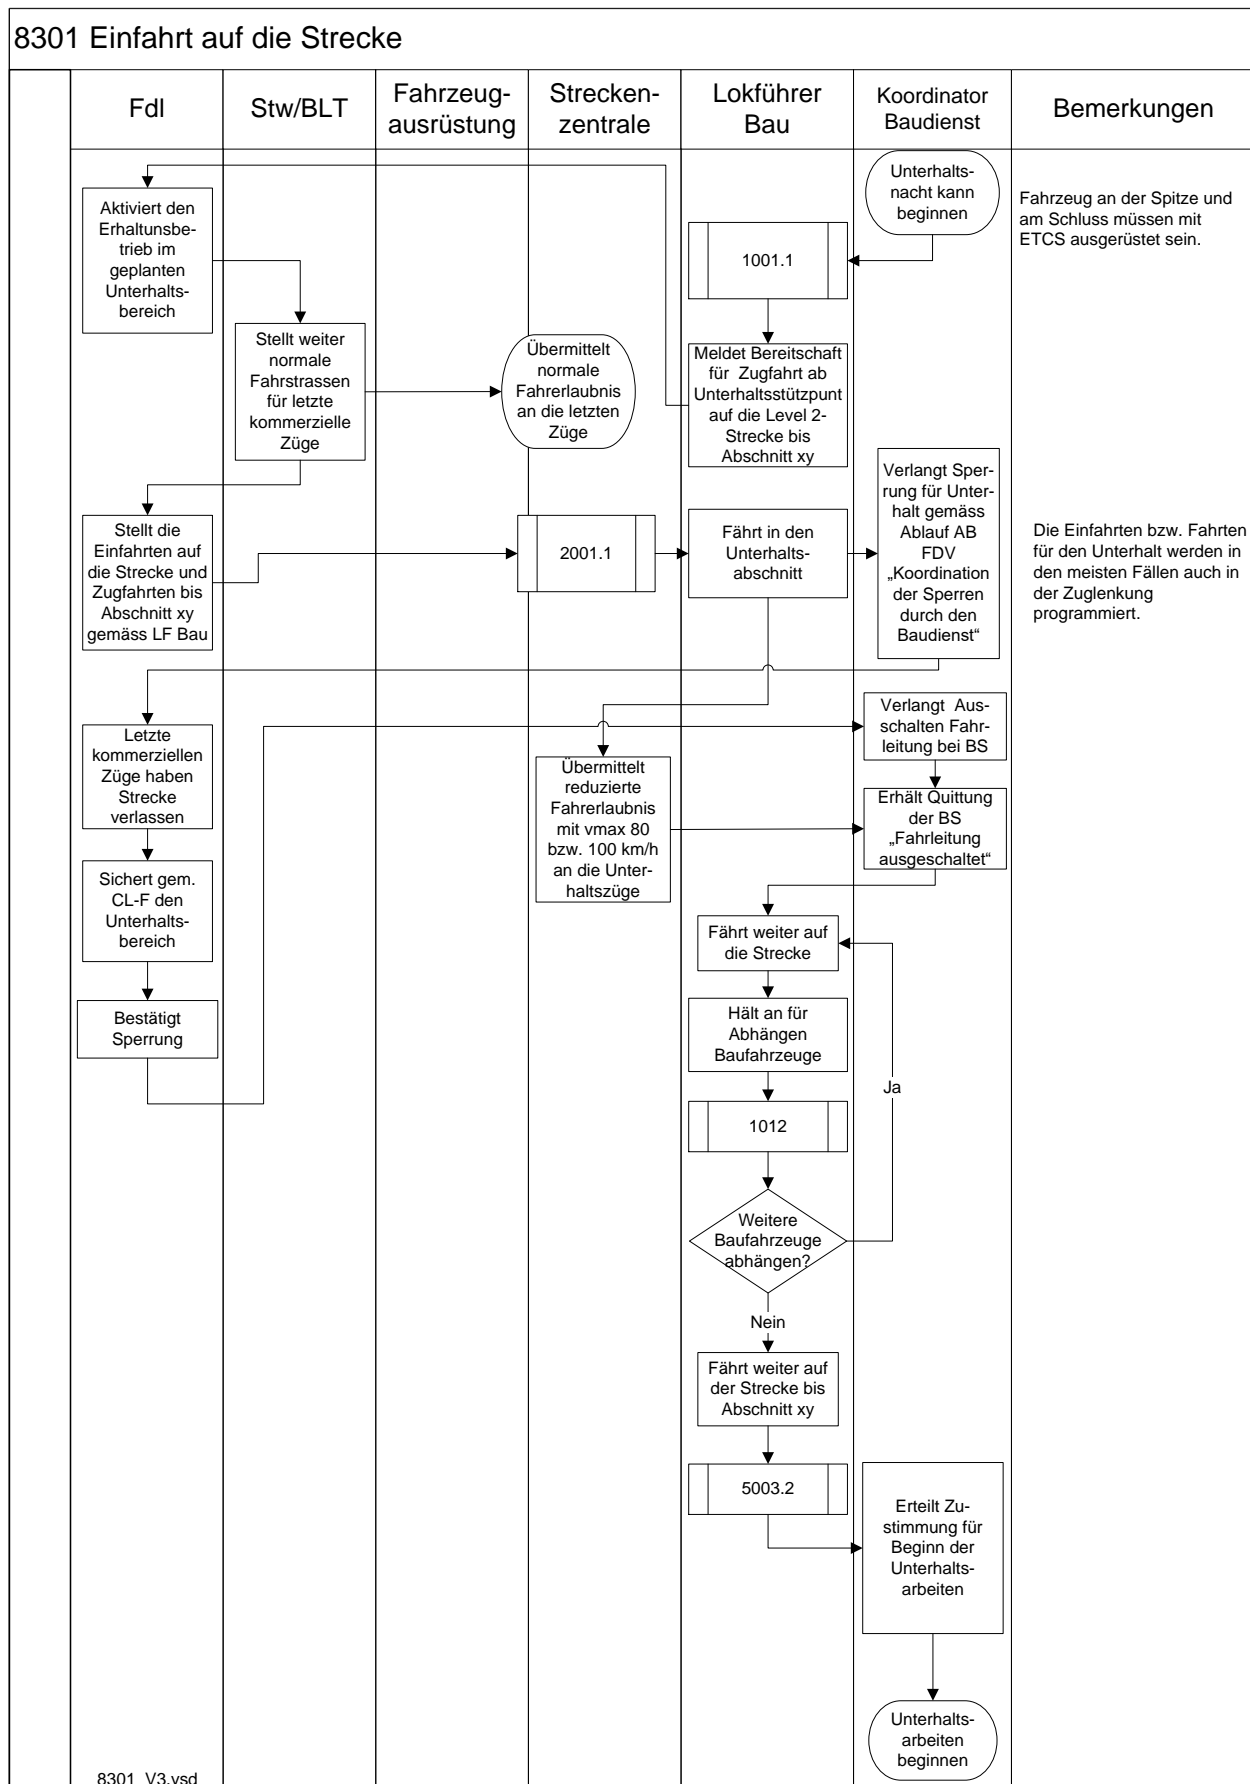 8301 Einfahrt auf die Strecke
Fdl
Stw/BLT
Fahrzeug-
ausrüstung
Strecken-
zentrale
Lokführer
Bau
Koordinator
Baudienst
Bemerkungen
Unterhalts-
nacht kann
beginnen
Fahrzeug an der Spitze und
am Schluss müssen mit
ETCS ausgerüstet sein.
1001.1
Aktiviert den
Erhaltunsbe-
trieb im
geplanten
Unterhalts-
bereich
Stellt weiter
normale
Fahrstrassen
für letzte
kommerzielle
Züge
Übermittelt
normale
Fahrerlaubnis
an die letzten
Züge
Meldet Bereitschaft
für Zugfahrt ab
Unterhaltsstützpunt
auf die Level 2-
Strecke bis
Abschnitt xy
Stellt die
Einfahrten auf
die Strecke und
Zugfahrten bis
Abschnitt xy
gemäss LF Bau
2001.1
Fährt in den
Unterhalts-
abschnitt
Verlangt Sper-
rung für Unter-
halt gemäss
Ablauf AB
FDV
„Koordination
der Sperren
durch den
Baudienst“
Die Einfahrten bzw. Fahrten
für den Unterhalt werden in
den meisten Fällen auch in
der Zuglenkung
programmiert.
Letzte
kommerziellen
Züge haben
Strecke
verlassen
Verlangt Aus-
schalten Fahr-
leitung bei BS
Übermittelt
reduzierte
Fahrerlaubnis
mit vmax 80
bzw. 100 km/h
an die Unter-
haltszüge
Erhält Quittung
der BS
„Fahrleitung
ausgeschaltet“
Sichert gem.
CL-F den
Unterhalts-
bereich
Fährt weiter auf
die Strecke
Bestätigt
Sperrung
Hält an für
Abhängen
Baufahrzeuge
Ja
1012
Weitere
Baufahrzeuge
abhängen?
Nein
Fährt weiter auf
der Strecke bis
Abschnitt xy
5003.2
Erteilt Zu-
stimmung für
Beginn der
Unterhalts-
arbeiten
Unterhalts-
arbeiten
beginnen
8301_V3.vsd